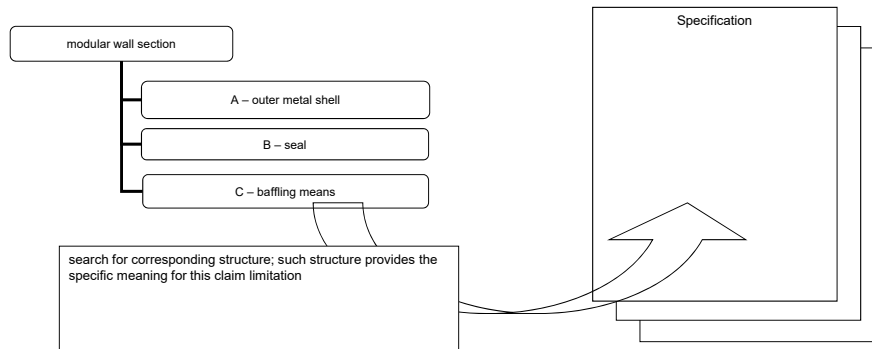 Specification
modular wall section
A – outer metal shell
B – seal
C – baffling means
search for corresponding structure; such structure provides the
specific meaning for this claim limitation